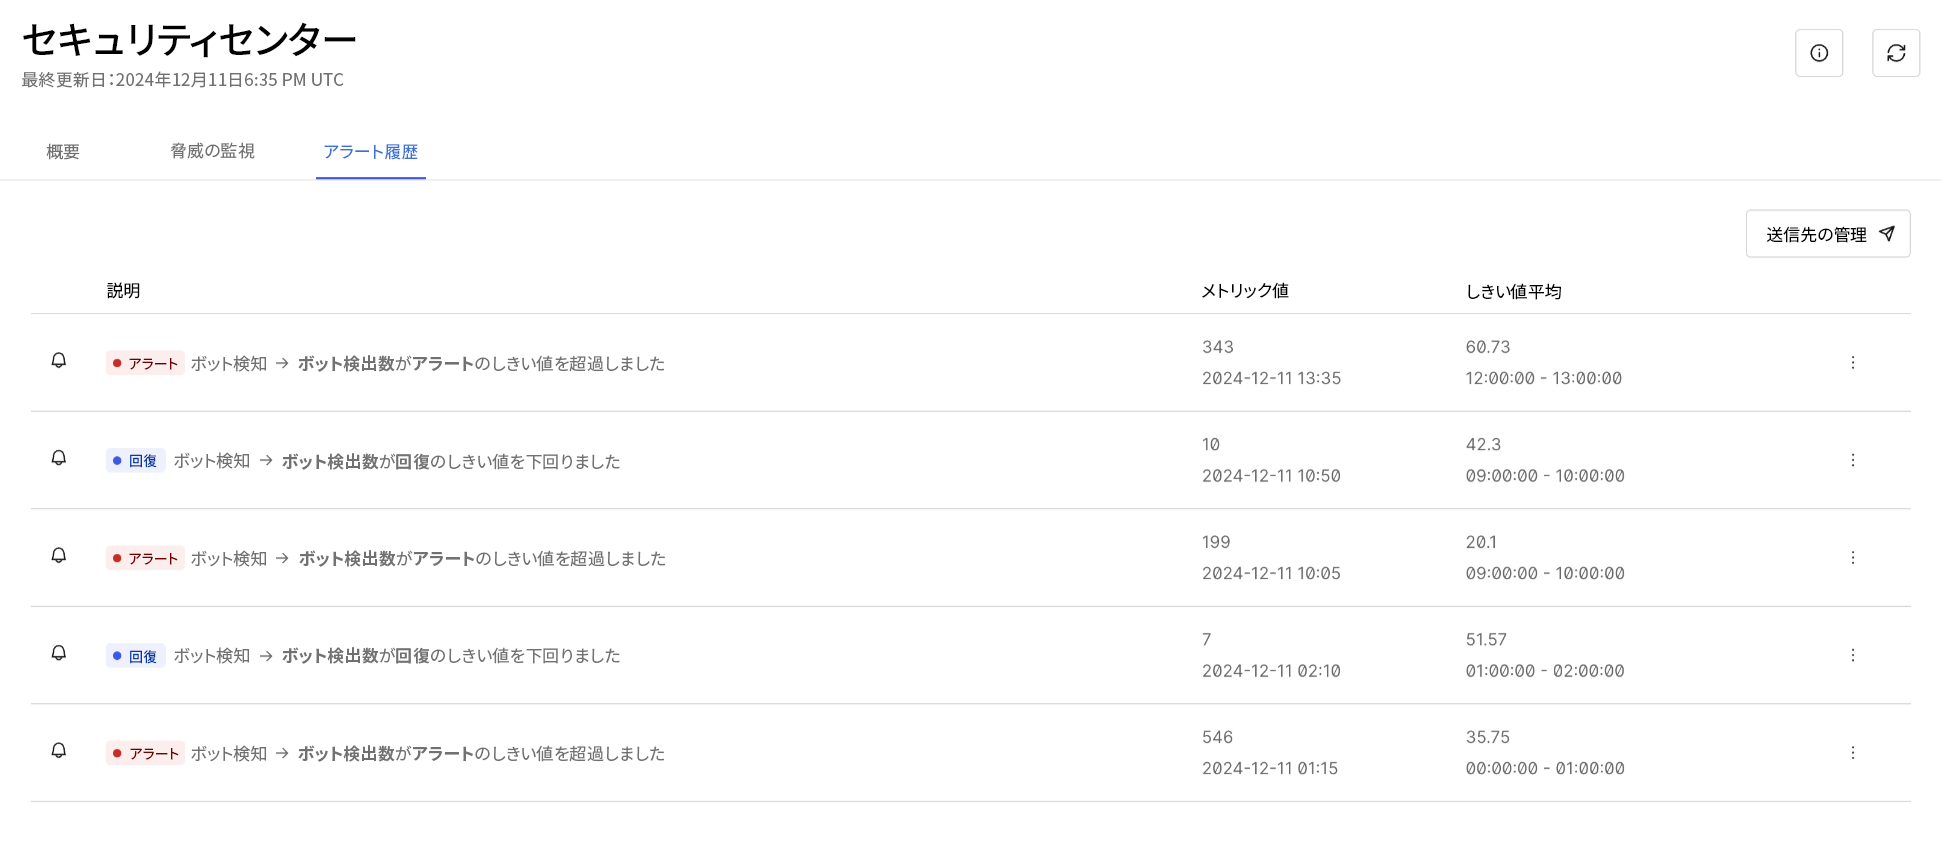 セキュリティセンター
最終更新日：2024年12月11日6:35 PM UTC
概要 脅威の監視 アラート履歴
送信先の管理
説明 メトリック値 しきい値平均
アラート ボット検知 → ボット検出数がアラートのしきい値を超過しました 343 60.73
2024-12-11 13:35 12:00:00 - 13:00:00
回復 ボット検知 → ボット検出数が回復のしきい値を下回りました 10 42.3
2024-12-11 10:50 09:00:00 - 10:00:00
アラート ボット検知 → ボット検出数がアラートのしきい値を超過しました 199 20.1
2024-12-11 10:05 09:00:00 - 10:00:00
回復 ボット検知 → ボット検出数が回復のしきい値を下回りました 7 51.57
2024-12-11 02:10 01:00:00 - 02:00:00
アラート ボット検知 → ボット検出数がアラートのしきい値を超過しました 546 35.75
2024-12-11 01:15 00:00:00 - 01:00:00